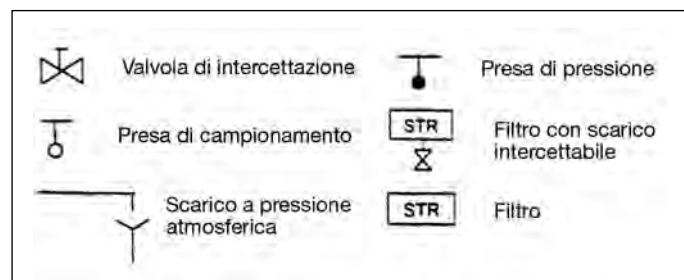 Valvola di intercettazione
Presa di pressione
Presa di campionamento
STR
Filtro con scarico
intercettabile
Scarico a pressione
atmosferica
STR
Filtro